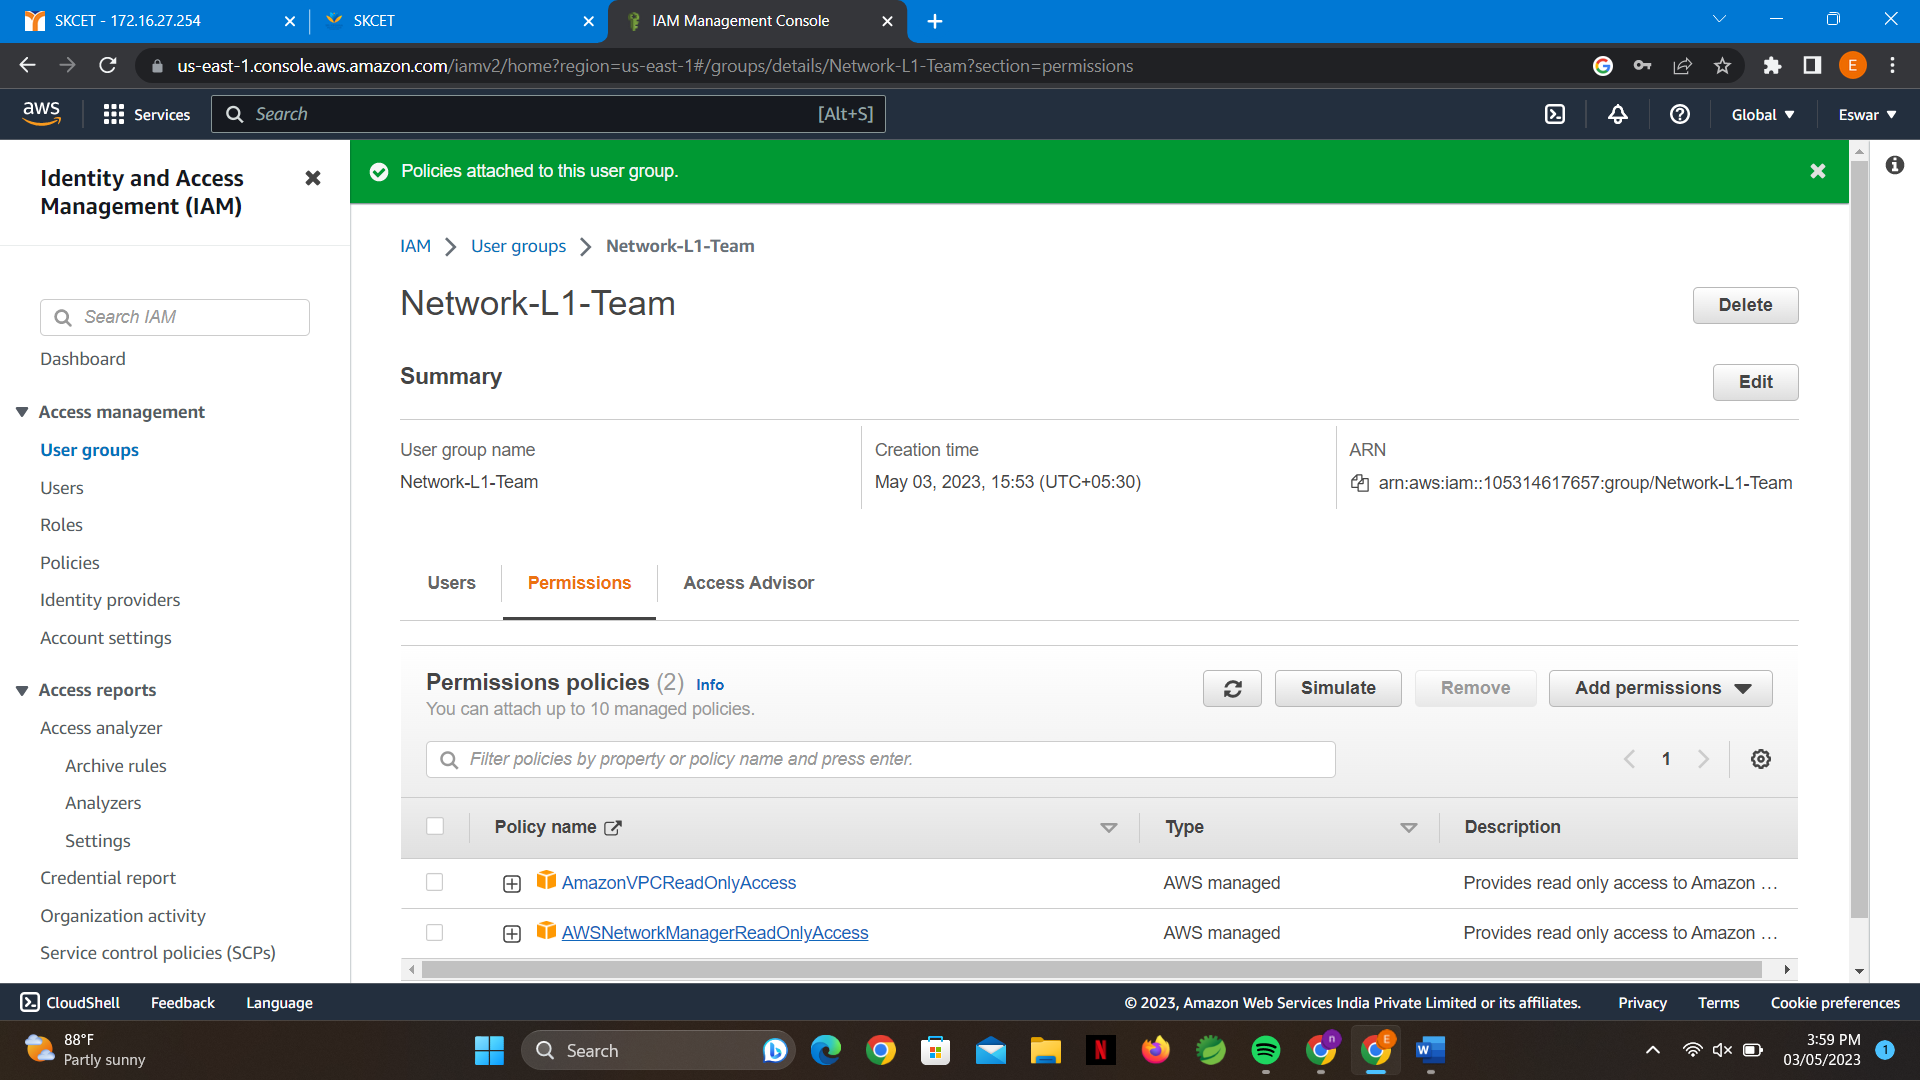 SKCET - 172.16.27.254
SKCET
IAM Management Console
us-east-1.console.aws.amazon.com/iamv2/home?region=us-east-1#/groups/details/Network-L1-Team?section=permissions
E
aws
Services
Search
[Alt+S]
Global
Eswar
Identity and Access
Management (IAM)
Search IAM
Dashboard
Access management
User groups
Users
Roles
Policies
Identity providers
Account settings
Access reports
Access analyzer
Archive rules
Analyzers
Settings
Credential report
Organization activity
Service control policies (SCPs)
Policies attached to this user group.
IAM
User groups
Network-L1-Team
Network-L1-Team
Delete
Summary
Edit
User group name
Network-L1-Team
Creation time
May 03, 2023, 15:53 (UTC+05:30)
ARN
arn:aws:iam::105314617657:group/Network-L1-Team
Users
Permissions
Access Advisor
Permissions policies (2) Info
You can attach up to 10 managed policies.
Simulate
Remove
Add permissions
Filter policies by property or policy name and press enter.
1
Policy name
Type
Description
AmazonVPCReadOnlyAccess
AWS managed
Provides read only access to Amazon ...
AWSNetworkManagerReadOnlyAccess
AWS managed
Provides read only access to Amazon ...
CloudShell
Feedback
Language
© 2023, Amazon Web Services India Private Limited or its affiliates.
Privacy
Terms
Cookie preferences
88°F
Partly sunny
Search
N
n
E
W
3:59 PM
03/05/2023
1